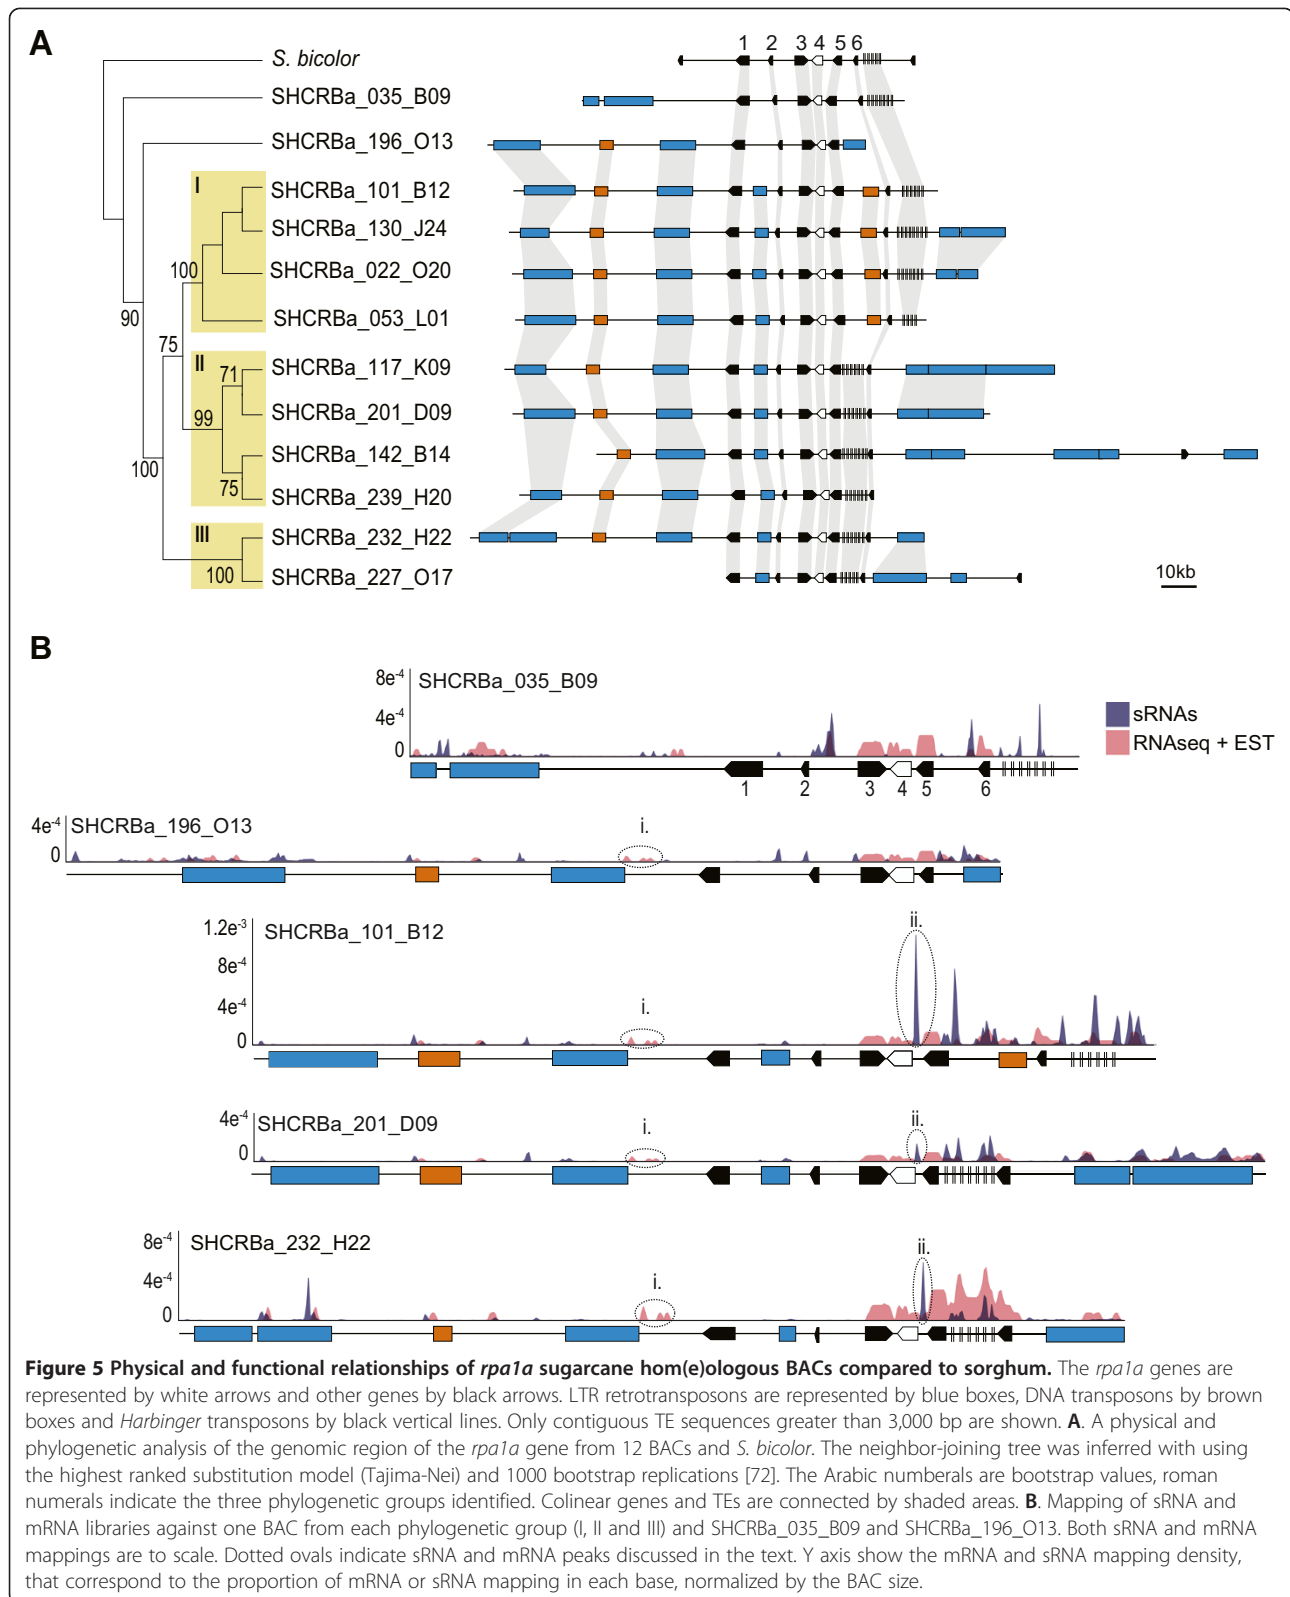 A
1 2 3 4 5 6
S. bicolor
SHCRBa_035_B09
SHCRBa_196_O13
I
SHCRBa_101_B12
SHCRBa_130_J24
100
SHCRBa_022_O20
90
SHCRBa_053_L01
75
II
71
SHCRBa_117_K09
99
SHCRBa_201_D09
100
SHCRBa_142_B14
75
SHCRBa_239_H20
III
SHCRBa_232_H22
100
SHCRBa_227_O17
10kb
B
8e-4
SHCRBa_035_B09
4e-4
0
sRNAs
RNAseq + EST
1 2 3 4 5 6
4e-4
SHCRBa_196_O13
i.
0
1.2e-3
SHCRBa_101_B12
ii.
8e-4
4e-4
i.
0
4e-4
SHCRBa_201_D09
i.
ii.
0
8e-4
SHCRBa_232_H22
ii.
4e-4
i.
0
Figure 5 Physical and functional relationships of rpa1a sugarcane hom(e)ologous BACs compared to sorghum. The rpa1a genes are
represented by white arrows and other genes by black arrows. LTR retrotransposons are represented by blue boxes, DNA transposons by brown
boxes and Harbinger transposons by black vertical lines. Only contiguous TE sequences greater than 3,000 bp are shown. A. A physical and
phylogenetic analysis of the genomic region of the rpa1a gene from 12 BACs and S. bicolor. The neighbor-joining tree was inferred with using
the highest ranked substitution model (Tajima-Nei) and 1000 bootstrap replications [72]. The Arabic numberals are bootstrap values, roman
numerals indicate the three phylogenetic groups identified. Colinear genes and TEs are connected by shaded areas. B. Mapping of sRNA and
mRNA libraries against one BAC from each phylogenetic group (I, II and III) and SHCRBa_035_B09 and SHCRBa_196_O13. Both sRNA and mRNA
mappings are to scale. Dotted ovals indicate sRNA and mRNA peaks discussed in the text. Y axis show the mRNA and sRNA mapping density,
that correspond to the proportion of mRNA or sRNA mapping in each base, normalized by the BAC size.